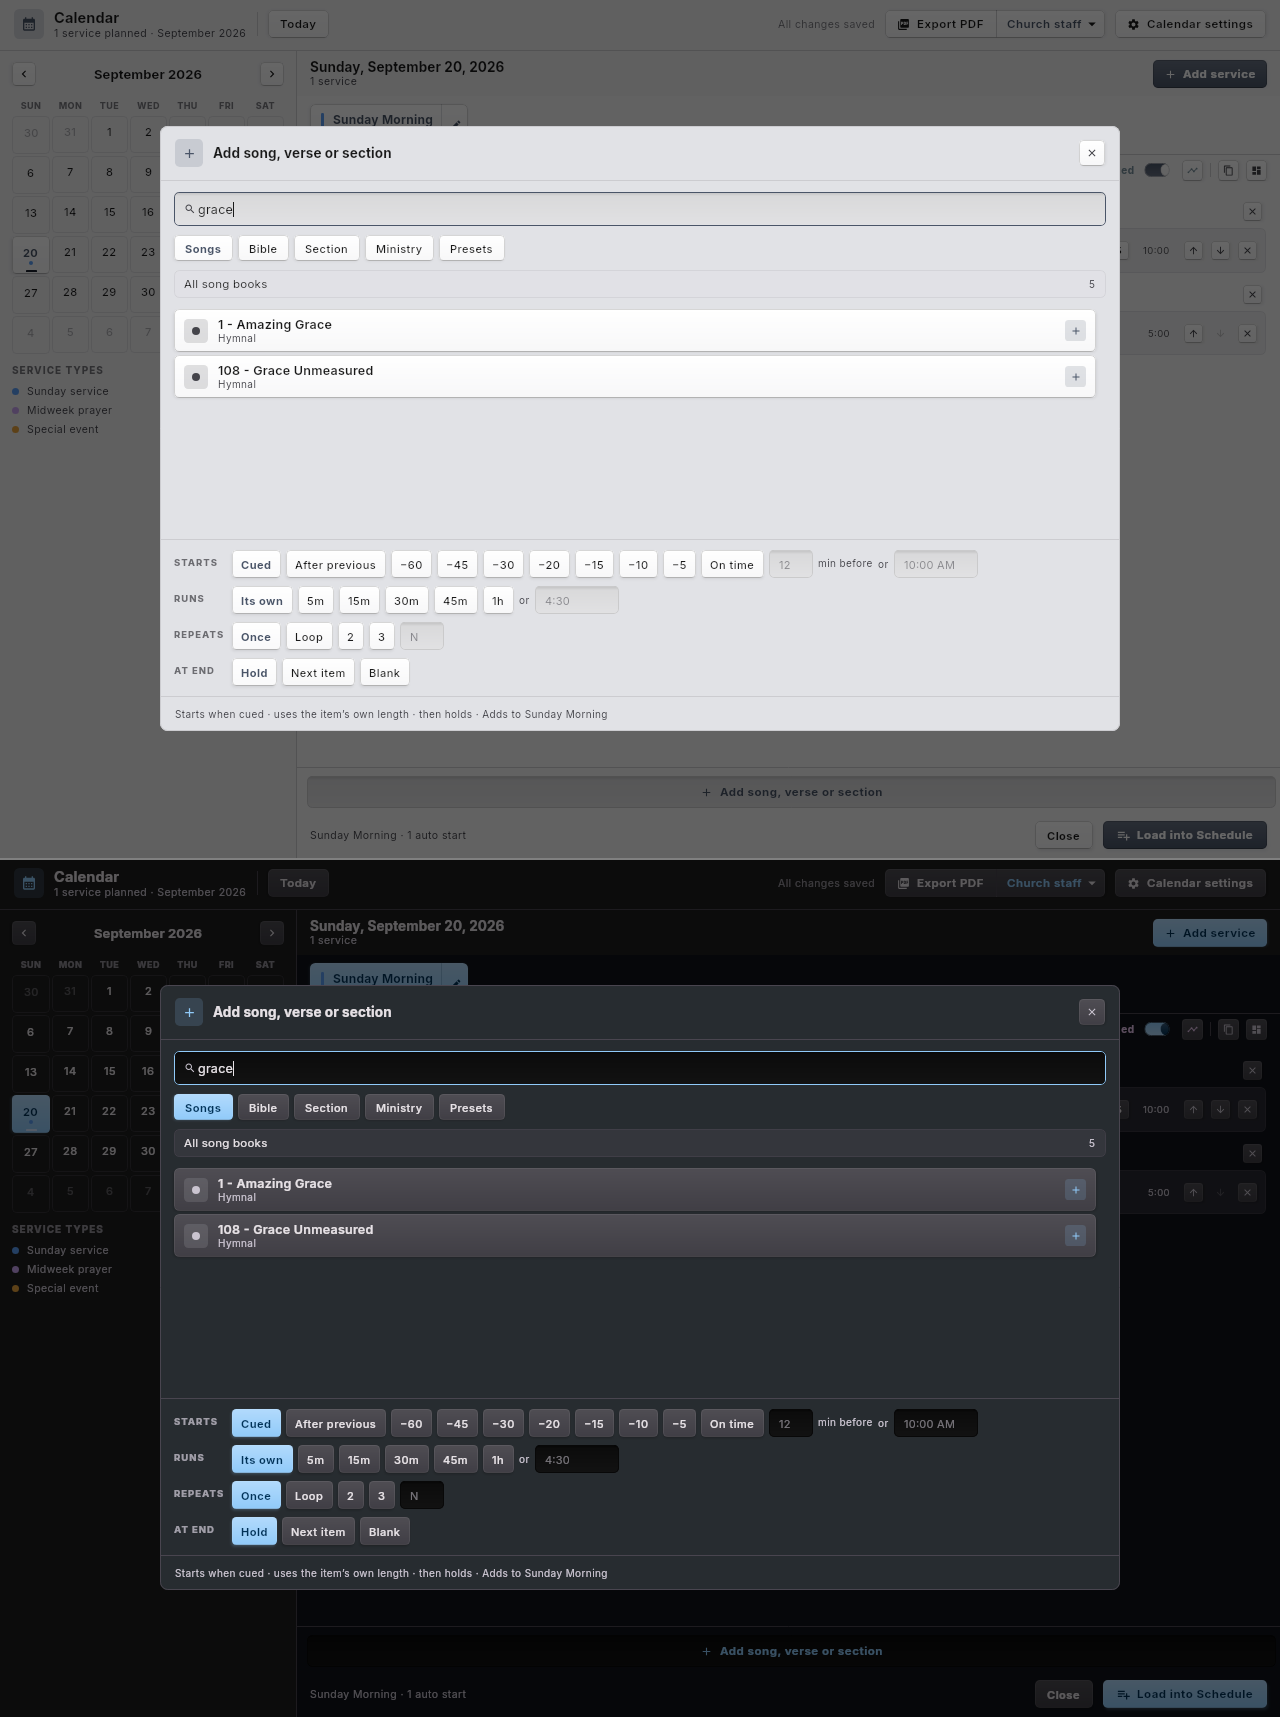 Calendar
1 service planned · September 2026
Today
All changes saved
Export PDF
Church staff
Calendar settings
September 2026
SUN MON TUE WED THU FRI SAT
30 31 1 2
6 7 8 9
13 14 15 16
20 21 22 23
27 28 29 30
4 5 6 7
SERVICE TYPES
Sunday service
Midweek prayer
Special event
Sunday, September 20, 2026
1 service
Add service
Sunday Morning
10:00
5:00
Add song, verse or section
grace
Songs Bible Section Ministry Presets
All song books 5
1 - Amazing Grace
Hymnal
108 - Grace Unmeasured
Hymnal
STARTS Cued After previous −60 −45 −30 −20 −15 −10 −5 On time 12 min before or 10:00 AM
RUNS Its own 5m 15m 30m 45m 1h or 4:30
REPEATS Once Loop 2 3 N
AT END Hold Next item Blank
Starts when cued · uses the item's own length · then holds · Adds to Sunday Morning
+ Add song, verse or section
Sunday Morning · 1 auto start
Close
Load into Schedule
Calendar
1 service planned · September 2026
Today
All changes saved
Export PDF
Church staff
Calendar settings
September 2026
SUN MON TUE WED THU FRI SAT
30 31 1 2
6 7 8 9
13 14 15 16
20 21 22 23
27 28 29 30
4 5 6 7
SERVICE TYPES
Sunday service
Midweek prayer
Special event
Sunday, September 20, 2026
1 service
Add service
Sunday Morning
10:00
5:00
Add song, verse or section
grace
Songs Bible Section Ministry Presets
All song books 5
1 - Amazing Grace
Hymnal
108 - Grace Unmeasured
Hymnal
STARTS Cued After previous −60 −45 −30 −20 −15 −10 −5 On time 12 min before or 10:00 AM
RUNS Its own 5m 15m 30m 45m 1h or 4:30
REPEATS Once Loop 2 3 N
AT END Hold Next item Blank
Starts when cued · uses the item's own length · then holds · Adds to Sunday Morning
+ Add song, verse or section
Sunday Morning · 1 auto start
Close
Load into Schedule